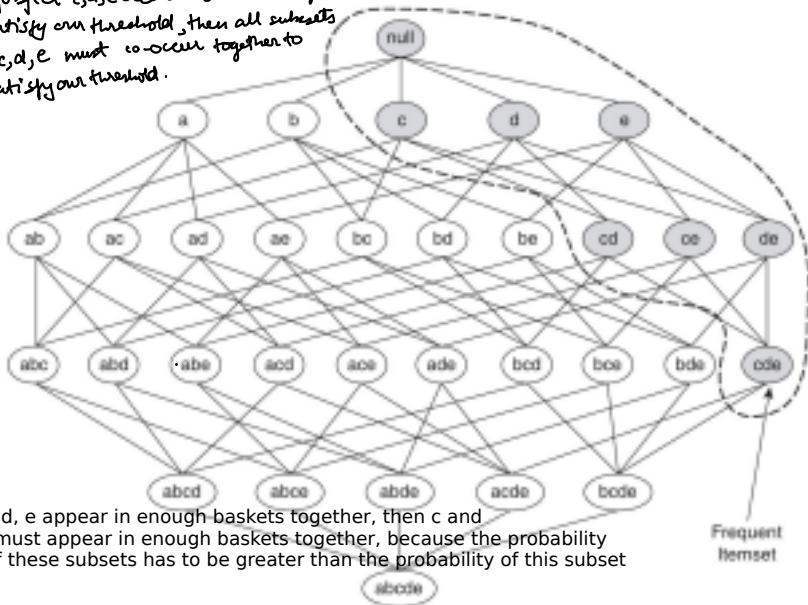 satisfy our threshold, then all subsets
c,d,e must co-occur together to
satisfy our threshold.
null
a b c d e
ab ac ad ae bc bd be cd ce de
abc abd abe acd ace ade bcd bce bde cde
abcd abce abde acde bcde
d, e appear in enough baskets together, then c and
must appear in enough baskets together, because the probability
f these subsets has to be greater than the probability of this subset
Frequent
Itemset
abcde